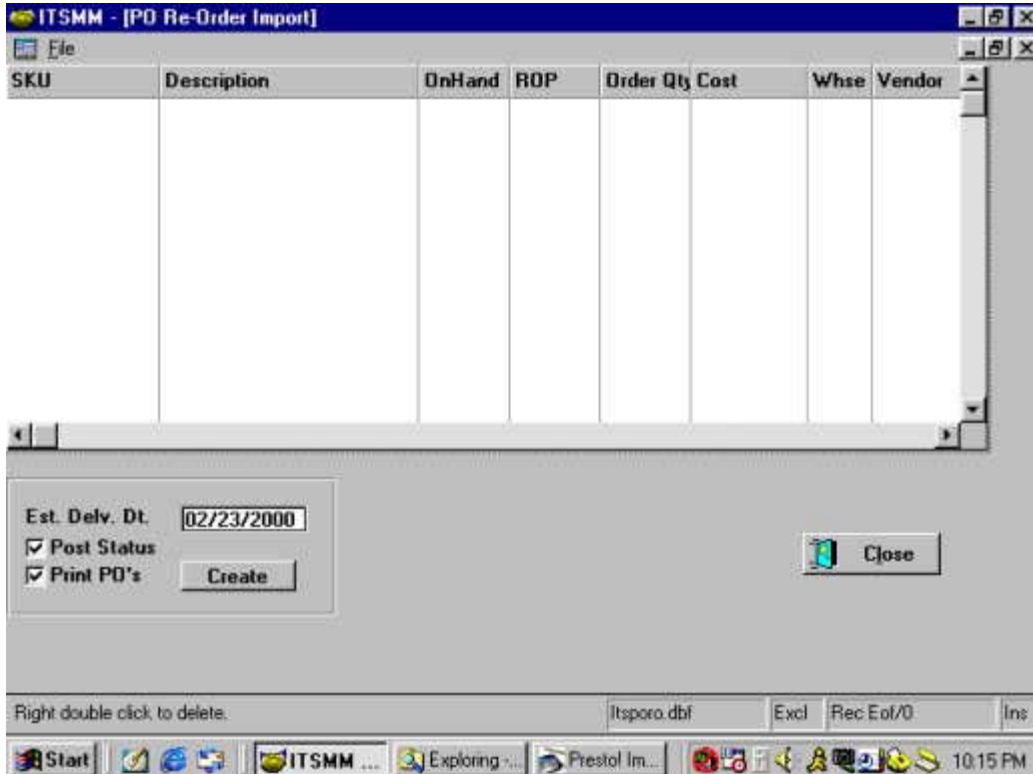 ITSMM - [PO Re-Order Import]
File
SKU Description OnHand ROP Order Qty Cost Whse Vendor
Est. Delv. Dt. 02/23/2000
Post Status
Print PO's Create
Close
Right double click to delete. Itsporo.dbf Excl Rec Eof/0 Ins
Start ITSMM ... Exploring -... Presto! Im... 10:15 PM